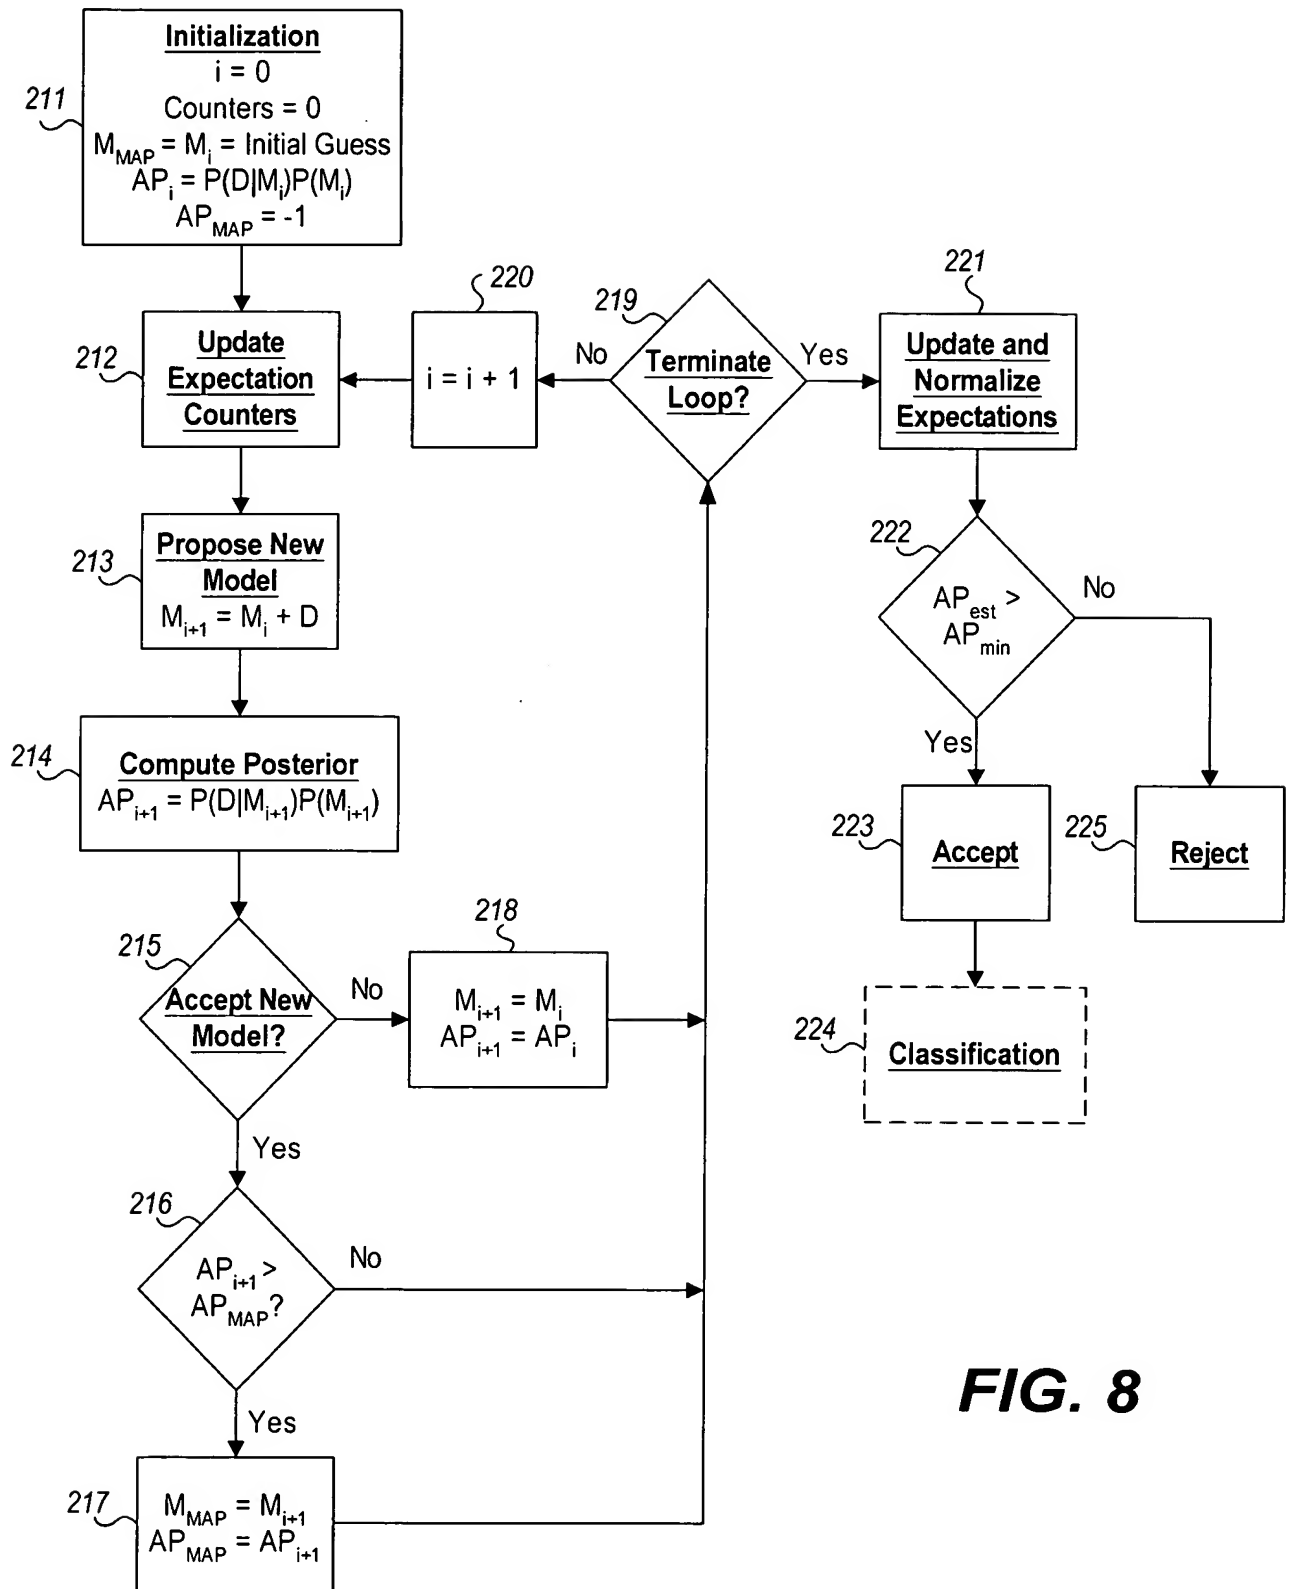 211
Initialization
i = 0
Counters = 0
M_MAP = M_i = Initial Guess
AP_i = P(D|M_i)P(M_i)
AP_MAP = -1
212
Update
Expectation
Counters
220
i = i + 1
No
219
Terminate
Loop?
Yes
221
Update and
Normalize
Expectations
213
Propose New
Model
M_i+1 = M_i + D
222
AP_est >
AP_min
No
Yes
214
Compute Posterior
AP_i+1 = P(D|M_i+1)P(M_i+1)
223
Accept
225
Reject
215
Accept New
Model?
No
218
M_i+1 = M_i
AP_i+1 = AP_i
Yes
224
Classification
216
AP_i+1 >
AP_MAP?
No
Yes
217
M_MAP = M_i+1
AP_MAP = AP_i+1
FIG. 8